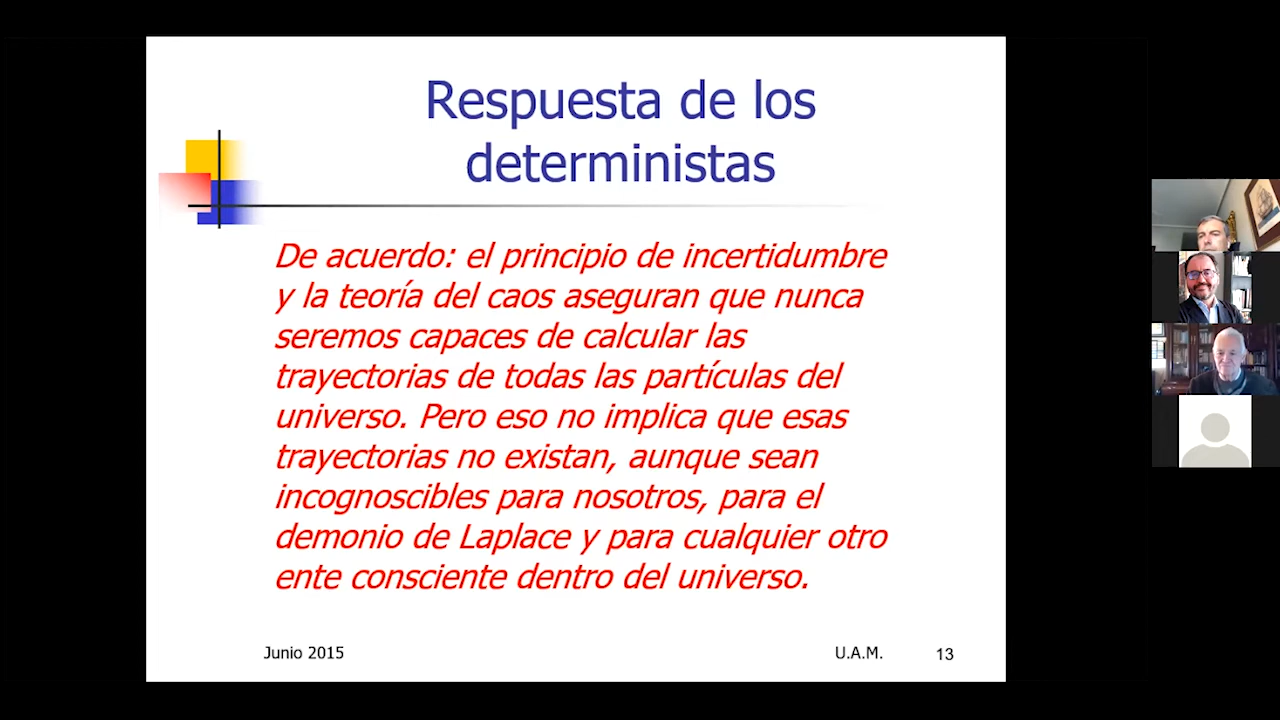 Respuesta de los
deterministas
De acuerdo: el principio de incertidumbre
y la teoría del caos aseguran que nunca
seremos capaces de calcular las
trayectorias de todas las partículas del
universo. Pero eso no implica que esas
trayectorias no existan, aunque sean
incognoscibles para nosotros, para el
demonio de Laplace y para cualquier otro
ente consciente dentro del universo.
Junio 2015
U.A.M.
13